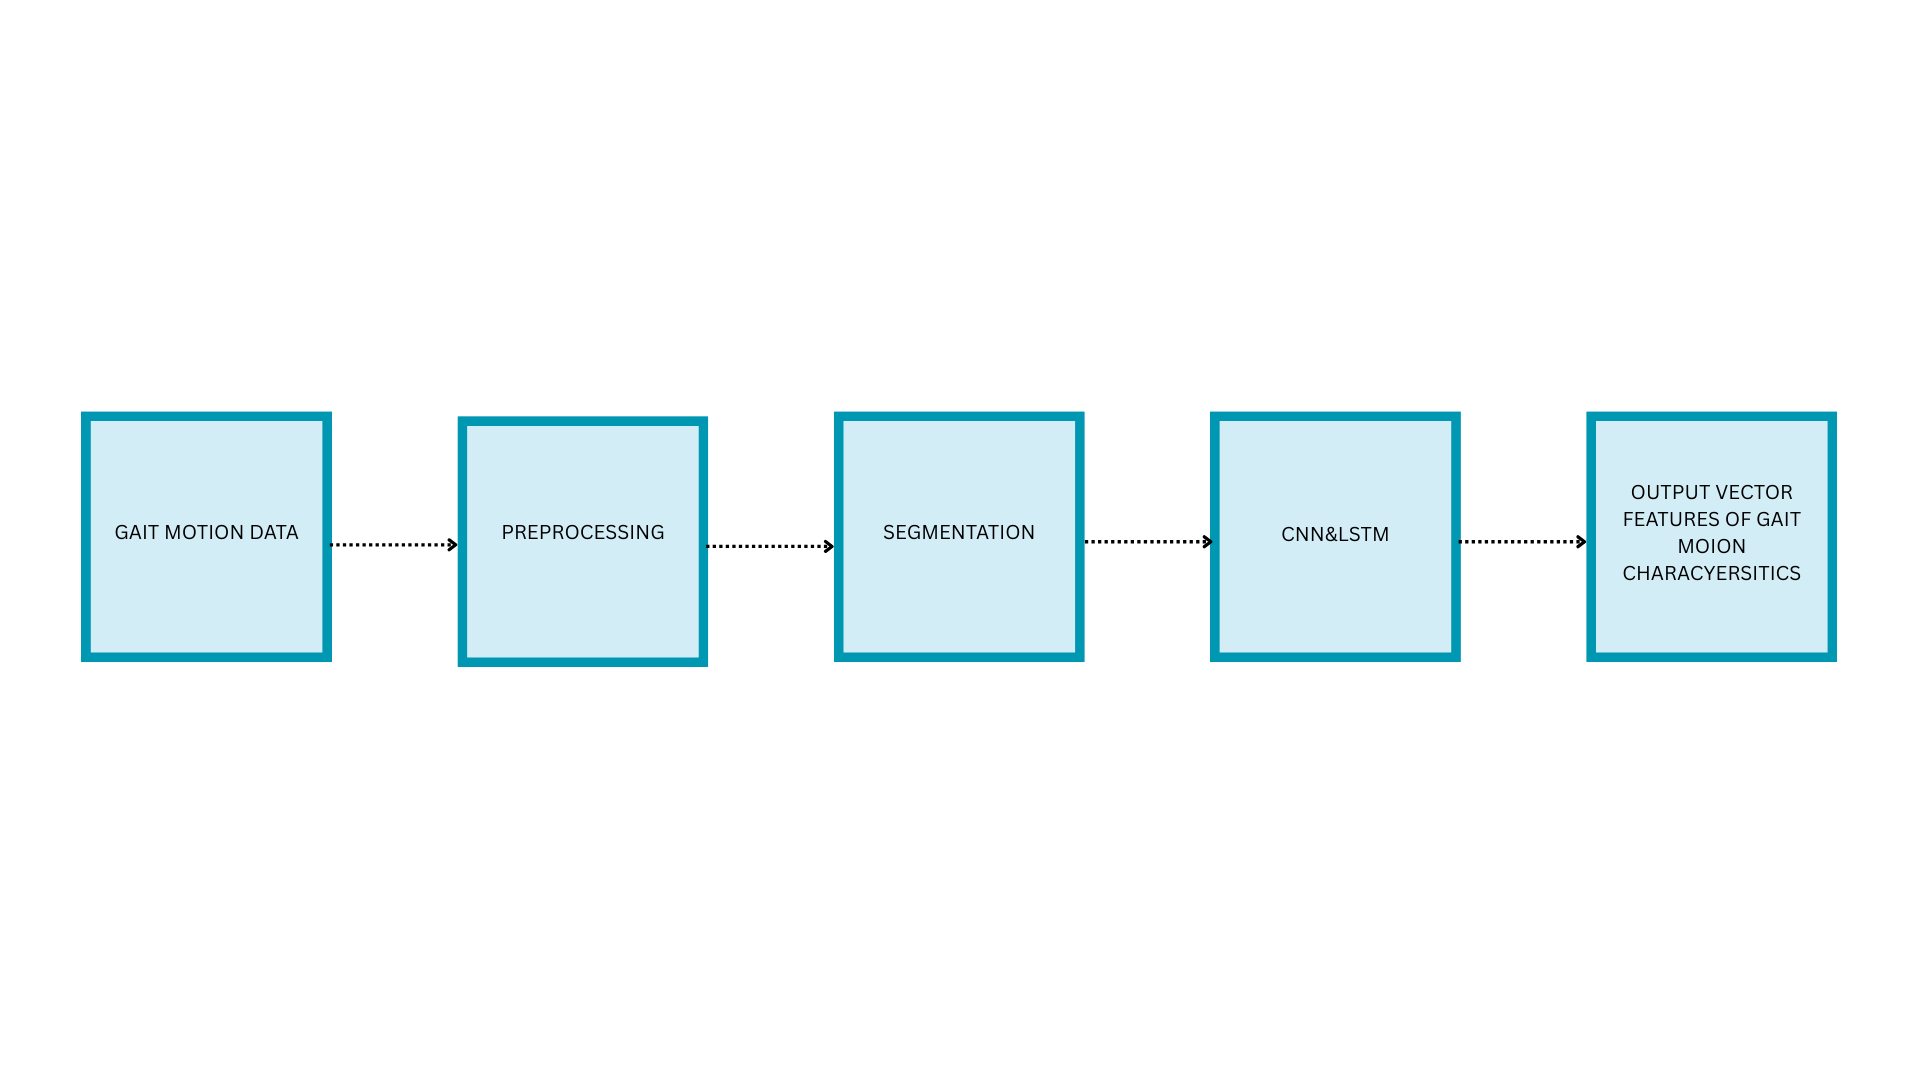 GAIT MOTION DATA
PREPROCESSING
SEGMENTATION
CNN&LSTM
OUTPUT VECTOR
FEATURES OF GAIT
MOION
CHARACYERSITICS